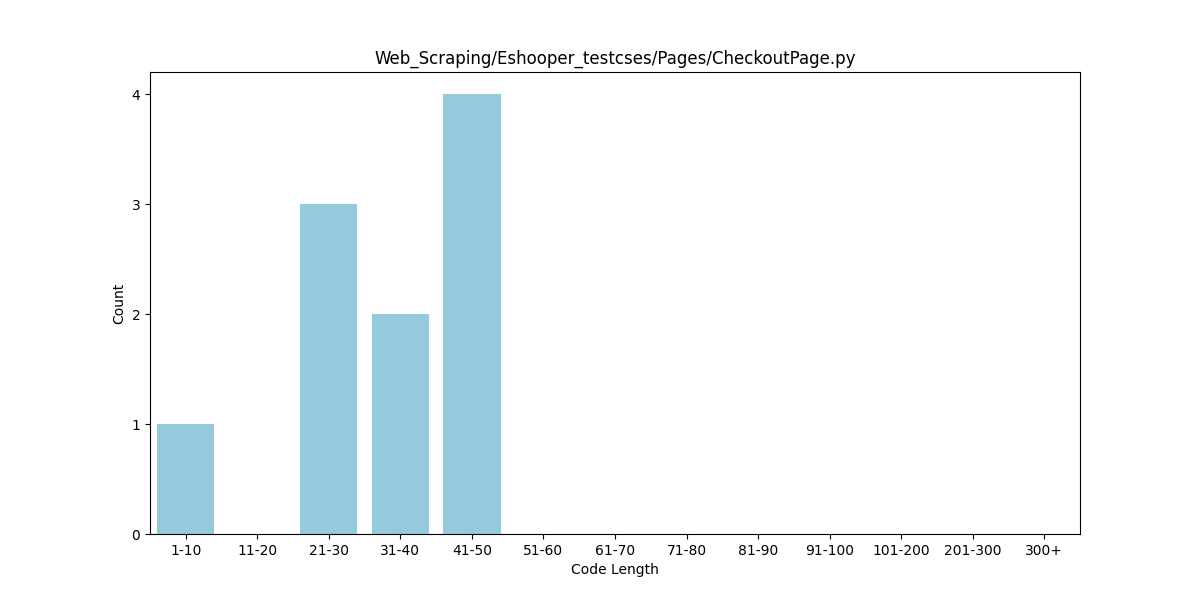 Web_Scraping/Eshooper_testcses/Pages/CheckoutPage.py
4
3
2
1
0
Count
1-10 11-20 21-30 31-40 41-50 51-60 61-70 71-80 81-90 91-100 101-200 201-300 300+
Code Length